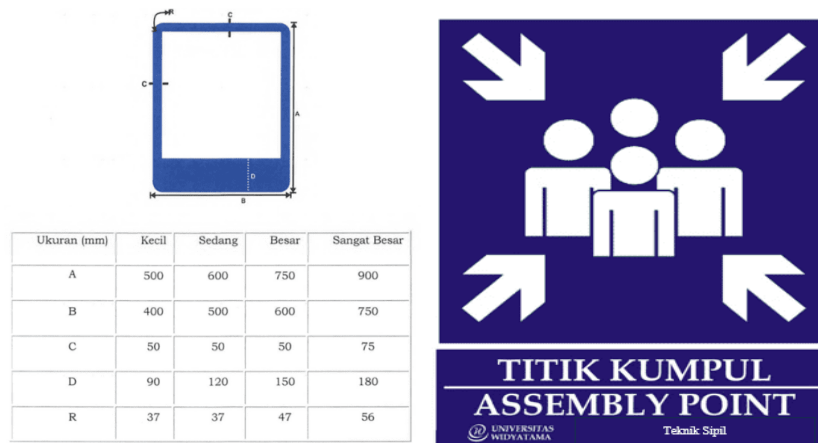 R
C
C
A
D
B
Ukuran (mm) Kecil Sedang Besar Sangat Besar
A 500 600 750 900
B 400 500 600 750
C 50 50 50 75
D 90 120 150 180
R 37 37 47 56
TITIK KUMPUL
ASSEMBLY POINT
UNIVERSITAS
WIDYATAMA
Teknik Sipil